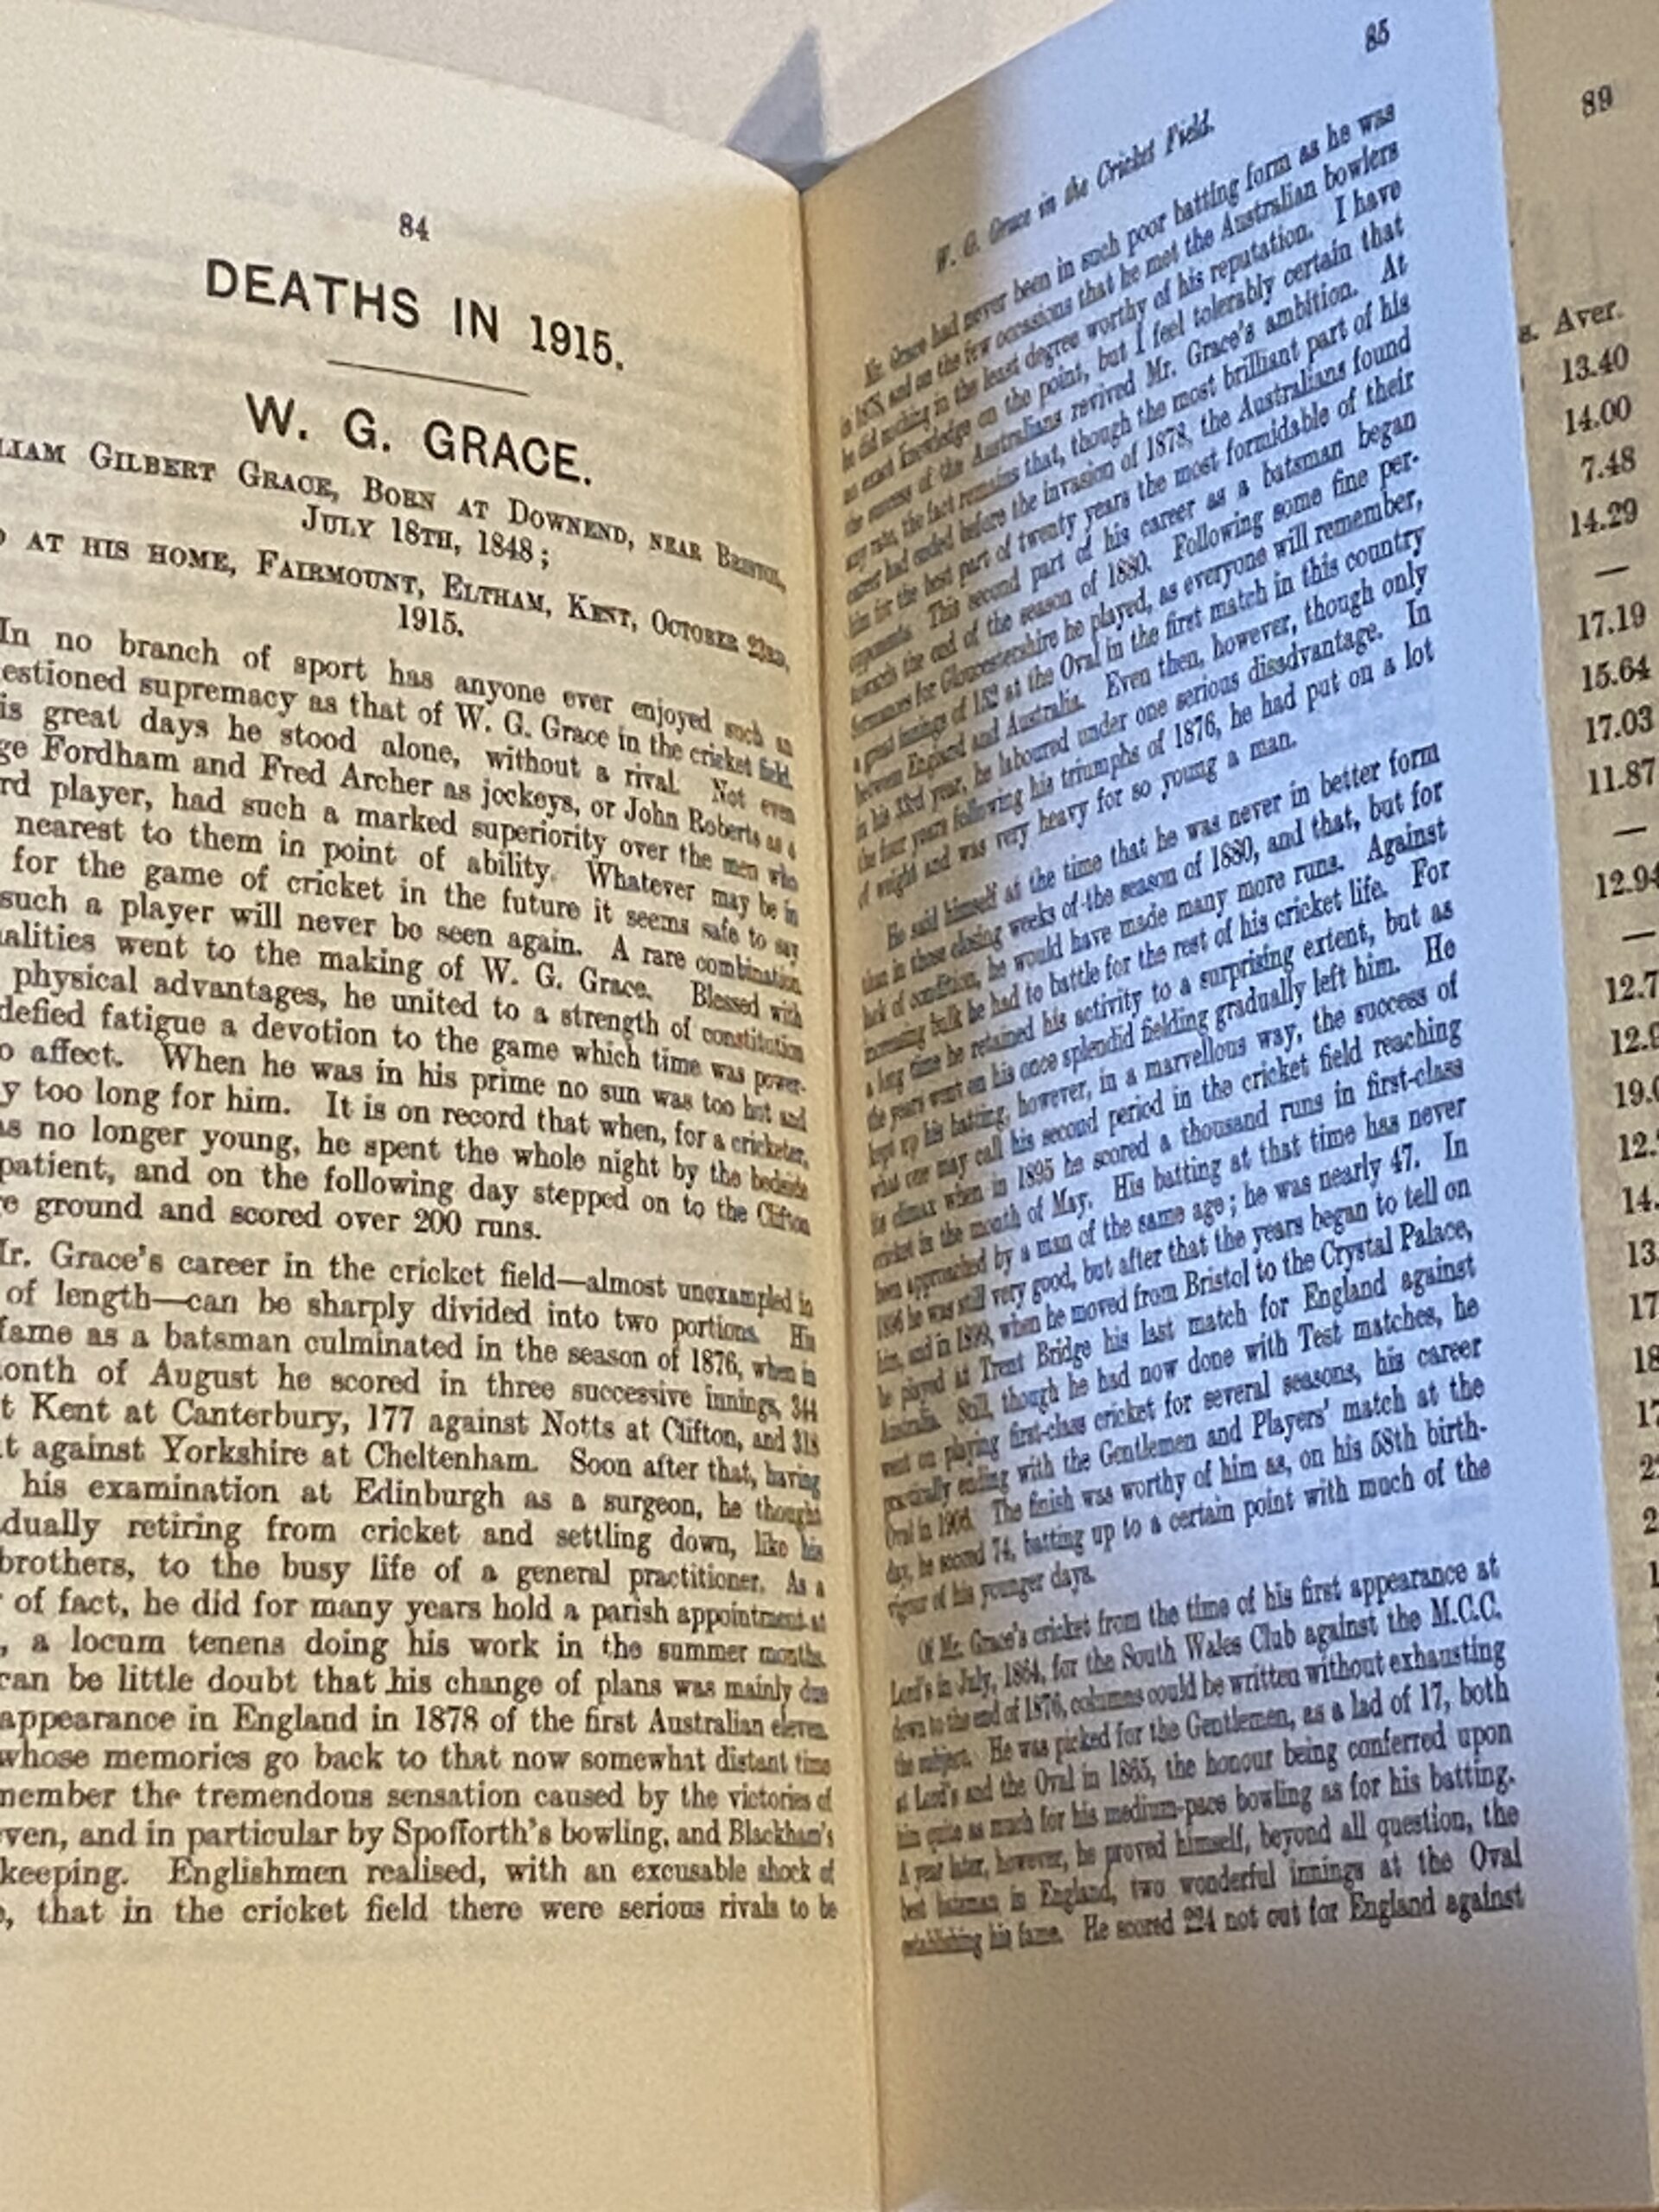 84
DEATHS IN 1915.
W. G. GRACE.
LIAM GILBERT GRACE, BORN AT DOWNEND, NEAR BRISTOL,
JULY 18TH, 1848;
D AT HIS HOME, FAIRMOUNT, ELTHAM, KENT, OCTOBER 23RD,
1915.
In no branch of sport has anyone ever enjoyed such an
estioned supremacy as that of W. G. Grace in the cricket field.
is great days he stood alone, without a rival. Not even
ge Fordham and Fred Archer as jockeys, or John Roberts as a
rd player, had such a marked superiority over the men who
nearest to them in point of ability. Whatever may be in
for the game of cricket in the future it seems safe to say
such a player will never be seen again. A rare combination
alities went to the making of W. G. Grace. Blessed with
physical advantages, he united to a strength of constitution
defied fatigue a devotion to the game which time was power-
o affect. When he was in his prime no sun was too hot and
y too long for him. It is on record that when, for a cricketer,
as no longer young, he spent the whole night by the bedside
patient, and on the following day stepped on to the Clifton
ge ground and scored over 200 runs.
Mr. Grace's career in the cricket field—almost unexampled in
of length—can be sharply divided into two portions. His
fame as a batsman culminated in the season of 1876, when in
onth of August he scored in three successive innings, 344
t Kent at Canterbury, 177 against Notts at Clifton, and 318
t against Yorkshire at Cheltenham. Soon after that, having
his examination at Edinburgh as a surgeon, he thought
dually retiring from cricket and settling down, like his
brothers, to the busy life of a general practitioner. As a
of fact, he did for many years hold a parish appointment at
, a locum tenens doing his work in the summer months.
can be little doubt that his change of plans was mainly due
appearance in England in 1878 of the first Australian eleven.
whose memories go back to that now somewhat distant time
member the tremendous sensation caused by the victories of
ven, and in particular by Spofforth's bowling, and Blackham's
keeping. Englishmen realised, with an excusable shock of
, that in the cricket field there were serious rivals to be
85
W. G. Grace in the Cricket Field.
Mr. Grace had never been in such poor batting form as he was
in 1878, and on the few occasions that he met the Australian bowlers
he did nothing in the least degree worthy of his reputation. I have
no exact knowledge on the point, but I feel tolerably certain that
the success of the Australians revived Mr. Grace's ambition. At
any rate, the fact remains that, though the most brilliant part of his
career had ended before the invasion of 1878, the Australians found
him for the best part of twenty years the most formidable of their
opponents. This second part of his career as a batsman began
towards the end of the season of 1880. Following some fine per-
formances for Gloucestershire he played, as everyone will remember,
a great innings of 152 at the Oval in the first match in this country
between England and Australia. Even then, however, though only
in his 33rd year, he laboured under one serious disadvantage. In
the four years following his triumphs of 1876, he had put on a lot
of weight and was very heavy for so young a man.
He said himself at the time that he was never in better form
than in those closing weeks of the season of 1880, and that, but for
lack of condition, he would have made many more runs. Against
increasing bulk he had to battle for the rest of his cricket life. For
a long time he retained his activity to a surprising extent, but as
the years went on his once splendid fielding gradually left him. He
kept up his batting, however, in a marvellous way, the success of
what one may call his second period in the cricket field reaching
its climax when in 1895 he scored a thousand runs in first-class
cricket in the month of May. His batting at that time has never
been approached by a man of the same age; he was nearly 47. In
1896 he was still very good, but after that the years began to tell on
him, and in 1899, when he moved from Bristol to the Crystal Palace,
he played at Trent Bridge his last match for England against
Australia. Still, though he had now done with Test matches, he
went on playing first-class cricket for several seasons, his career
practically ending with the Gentlemen and Players' match at the
Oval in 1906. The finish was worthy of him as, on his 58th birth-
day, he scored 74, batting up to a certain point with much of the
vigour of his younger days.
Of Mr. Grace's cricket from the time of his first appearance at
Lord's in July, 1864, for the South Wales Club against the M.C.C.
down to the end of 1876, columns could be written without exhausting
the subject. He was picked for the Gentlemen, as a lad of 17, both
at Lord's and the Oval in 1865, the honour being conferred upon
him quite as much for his medium-pace bowling as for his batting.
A year later, however, he proved himself, beyond all question, the
best batsman in England, two wonderful innings at the Oval
establishing his fame. He scored 224 not out for England against
89
s. Aver.
13.40
14.00
7.48
14.29
—
17.19
15.64
17.03
11.87
—
12.94
—
12.7
12.9
19.0
12.
14.
13
17
18
17
2
2
1